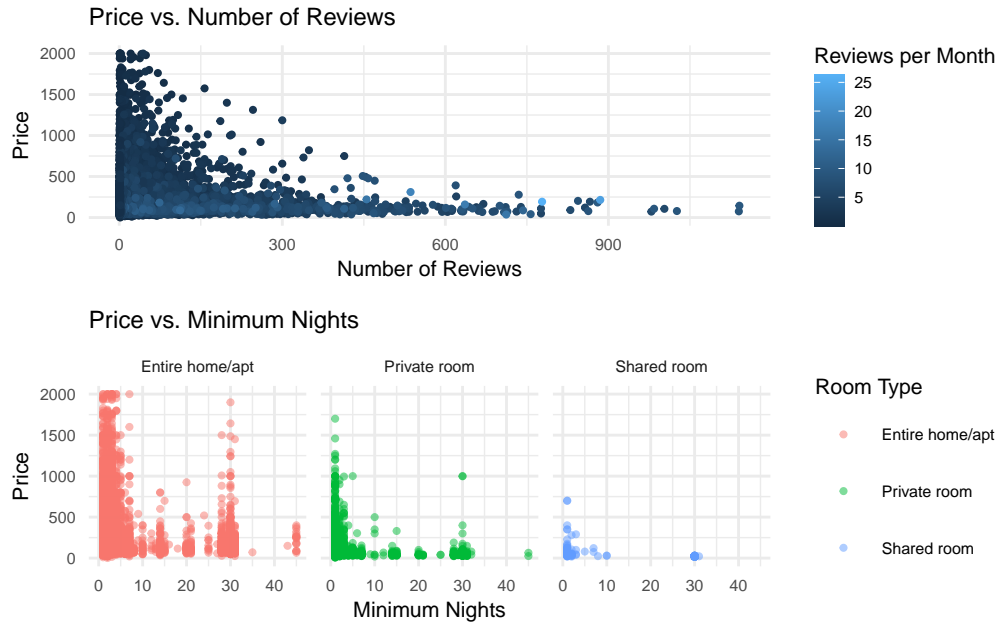 Price vs. Number of Reviews
2000
1500
1000
500
0
Price
0 300 600 900
Number of Reviews
Reviews per Month
25
20
15
10
5
Price vs. Minimum Nights
Entire home/apt Private room Shared room
2000
1500
1000
500
0
Price
0 10 20 30 40 0 10 20 30 40 0 10 20 30 40
Minimum Nights
Room Type
Entire home/apt
Private room
Shared room